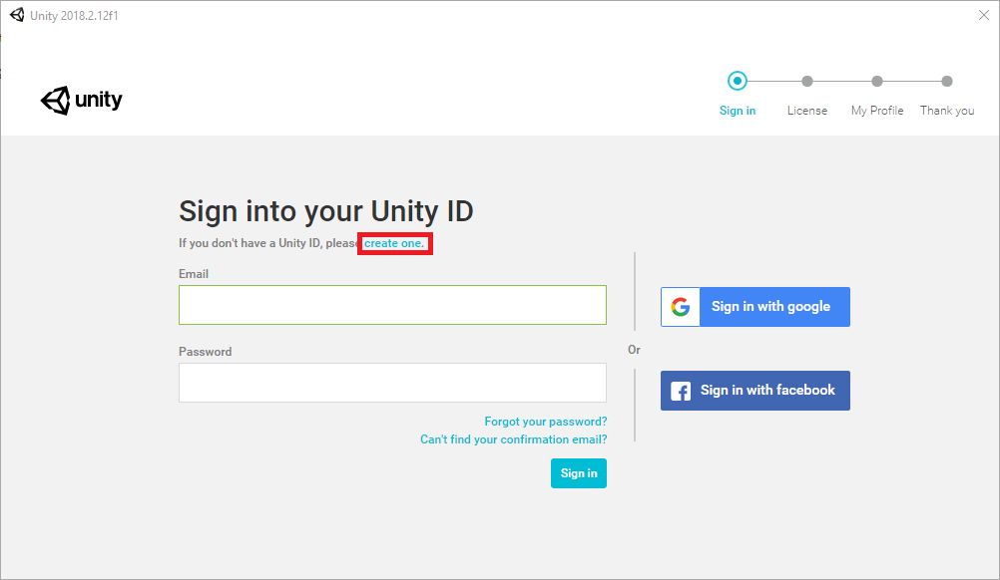 Unity 2018.2.12f1
unity
Sign in
License
My Profile
Thank you
Sign into your Unity ID
If you don't have a Unity ID, please create one.
Email
Password
Forgot your password?
Can't find your confirmation email?
Sign in
Or
Sign in with google
Sign in with facebook